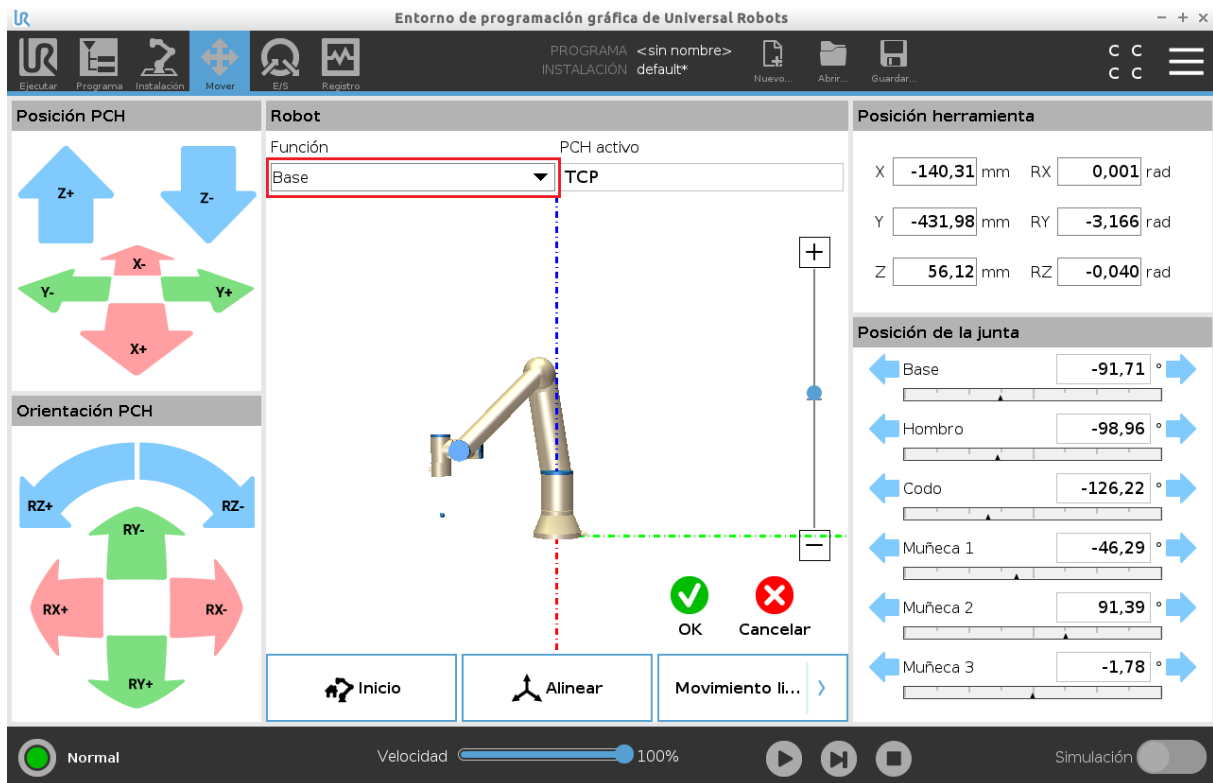 Entorno de programación gráfica de Universal Robots
PROGRAMA <sin nombre>
INSTALACIÓN default*
Ejecutar Programa Instalación Mover E/S Registro Nuevo... Abrir... Guardar...
C C
C C
Posición PCH
Z+ Z-
X-
Y- Y+
X+
Orientación PCH
RZ+ RZ-
RY-
RX+ RX-
RY+
Robot
Función PCH activo
Base TCP
OK Cancelar
Inicio Alinear Movimiento li...
Posición herramienta
X -140,31 mm RX 0,001 rad
Y -431,98 mm RY -3,166 rad
Z 56,12 mm RZ -0,040 rad
Posición de la junta
Base -91,71 °
Hombro -98,96 °
Codo -126,22 °
Muñeca 1 -46,29 °
Muñeca 2 91,39 °
Muñeca 3 -1,78 °
Normal Velocidad 100% Simulación